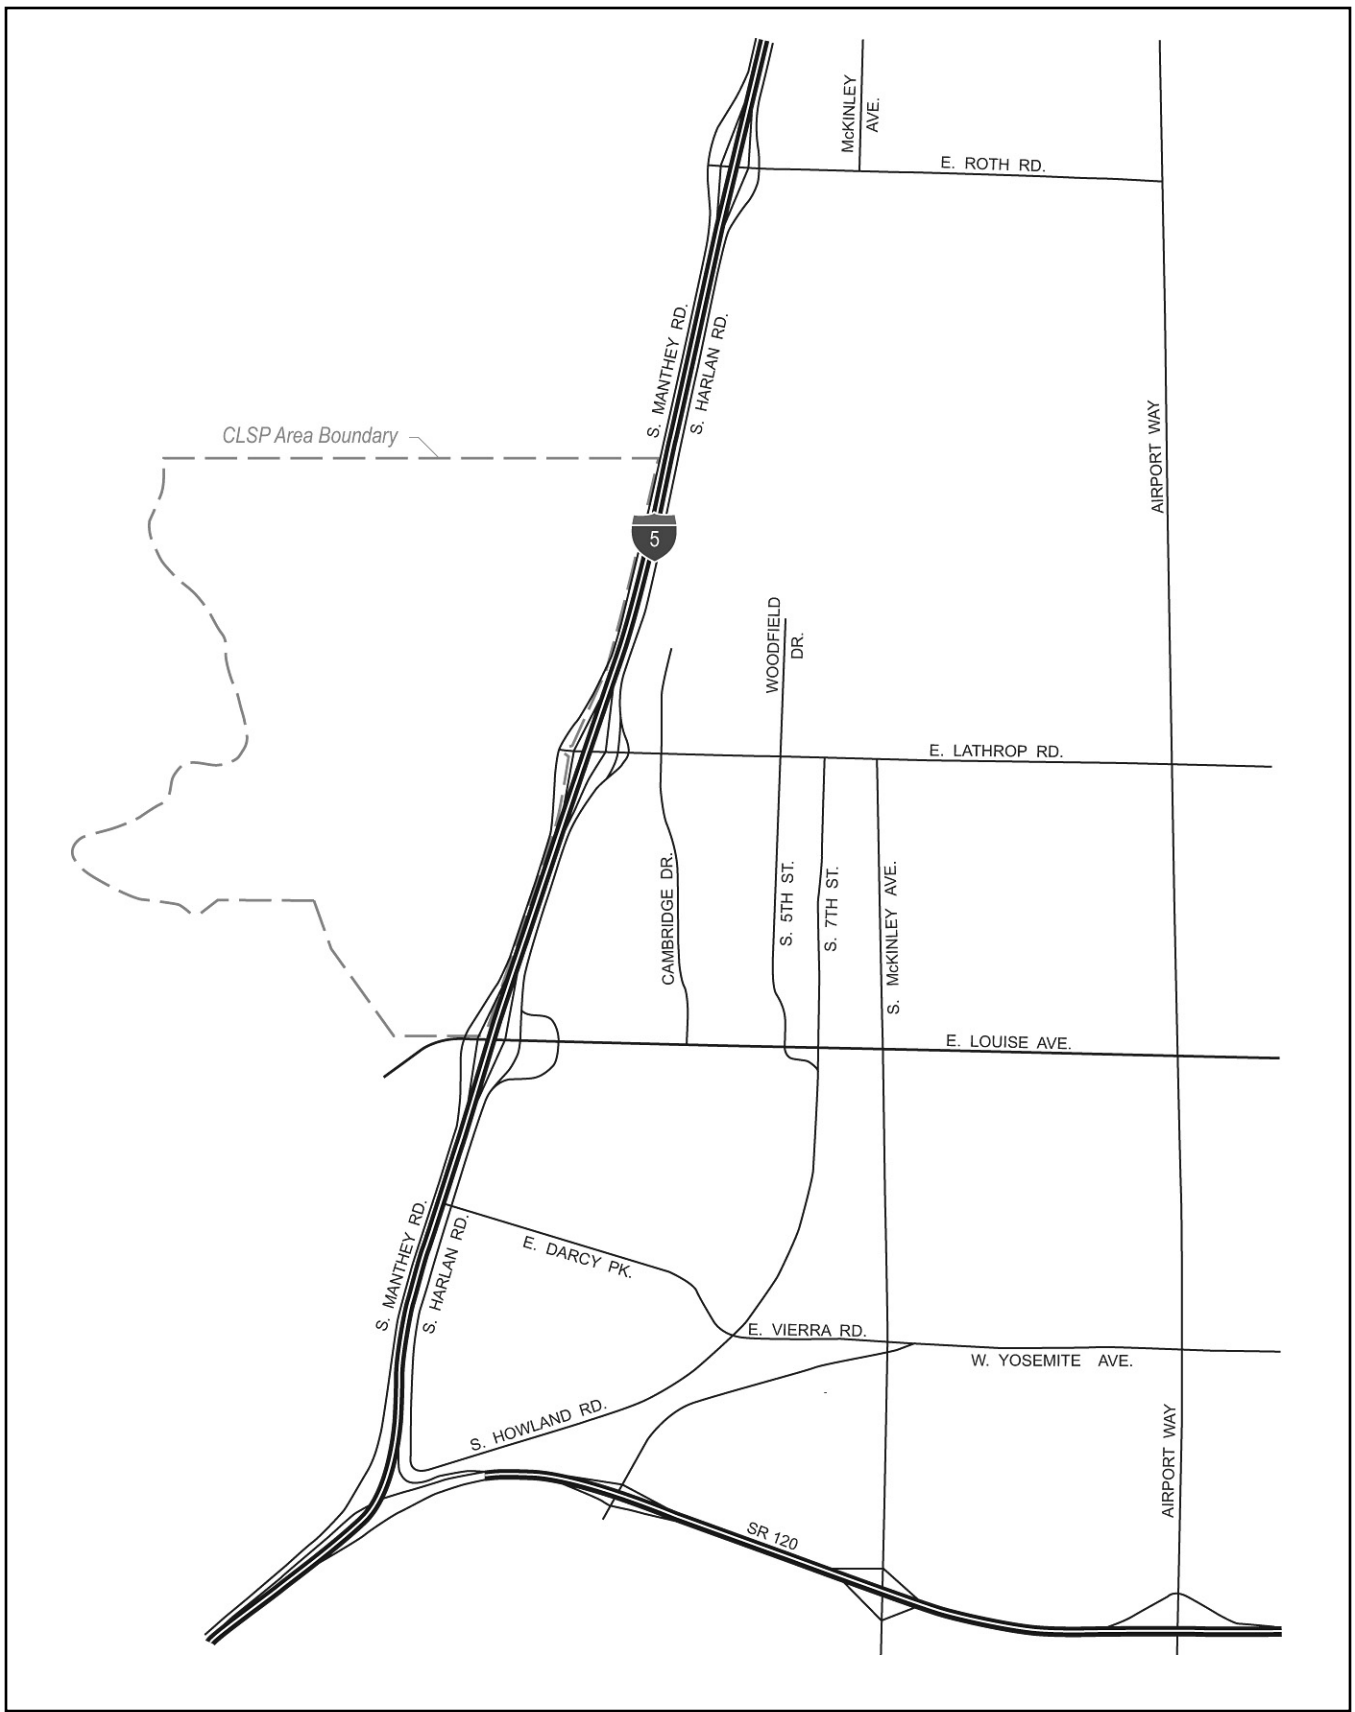 McKINLEY
AVE.
E. ROTH RD.
S. MANTHEY RD.
S. HARLAN RD.
AIRPORT WAY
CLSP Area Boundary
5
WOODFIELD
DR.
E. LATHROP RD.
CAMBRIDGE DR.
S. 5TH ST.
S. 7TH ST.
S. McKINLEY AVE.
E. LOUISE AVE.
S. MANTHEY RD.
S. HARLAN RD.
E. DARCY PK.
E. VIERRA RD.
W. YOSEMITE AVE.
S. HOWLAND RD.
AIRPORT WAY
SR 120